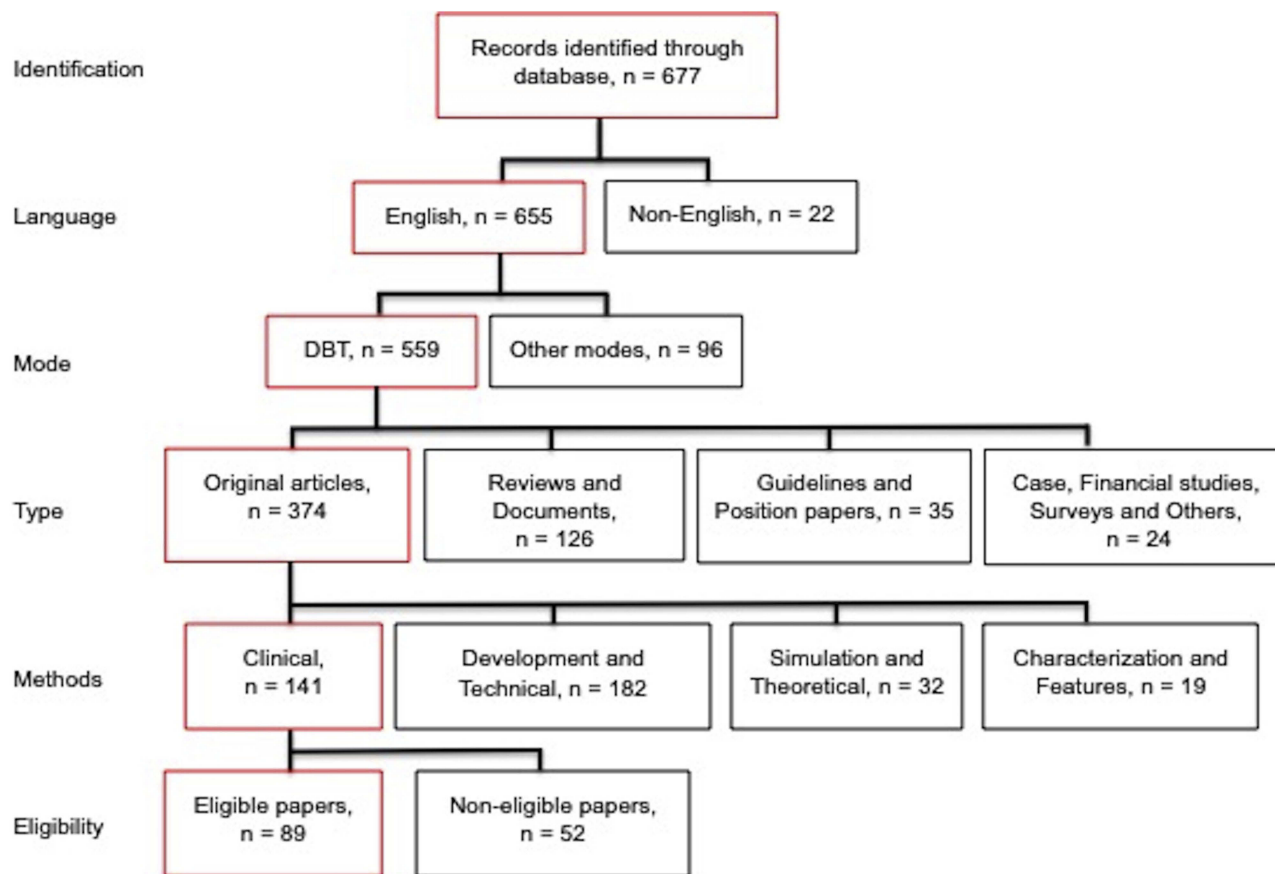 Identification
Records identified through
database, n = 677
Language
English, n = 655
Non-English, n = 22
Mode
DBT, n = 559
Other modes, n = 96
Type
Original articles,
n = 374
Reviews and
Documents,
n = 126
Guidelines and
Position papers, n = 35
Case, Financial studies,
Surveys and Others,
n = 24
Methods
Clinical,
n = 141
Development and
Technical, n = 182
Simulation and
Theoretical, n = 32
Characterization and
Features, n = 19
Eligibility
Eligible papers,
n = 89
Non-eligible papers,
n = 52